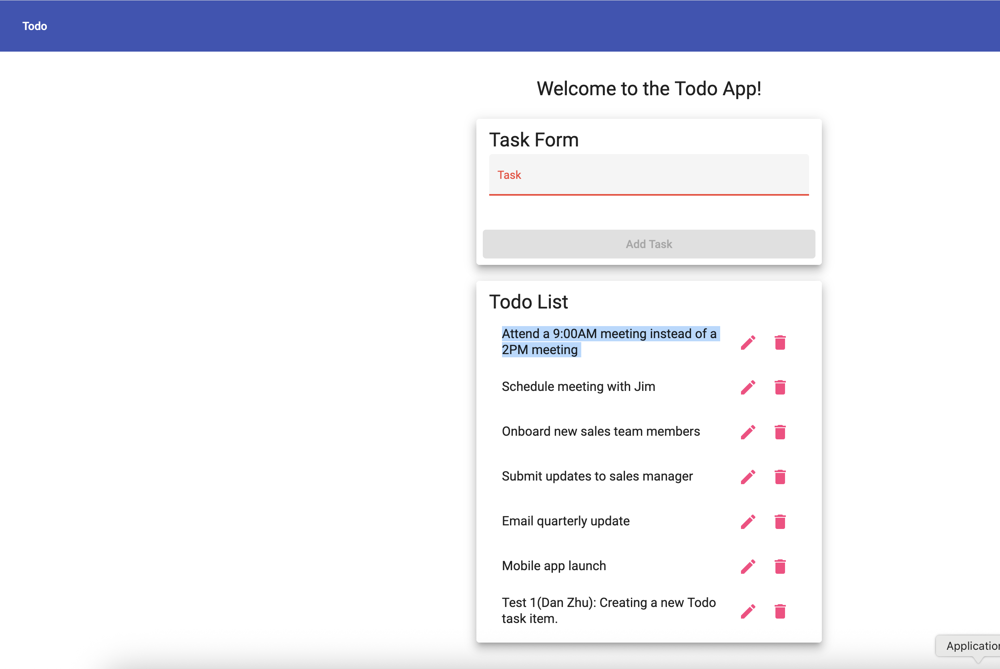 Todo
Welcome to the Todo App!
Task Form
Task
Add Task
Todo List
Attend a 9:00AM meeting instead of a
2PM meeting
Schedule meeting with Jim
Onboard new sales team members
Submit updates to sales manager
Email quarterly update
Mobile app launch
Test 1(Dan Zhu): Creating a new Todo
task item.